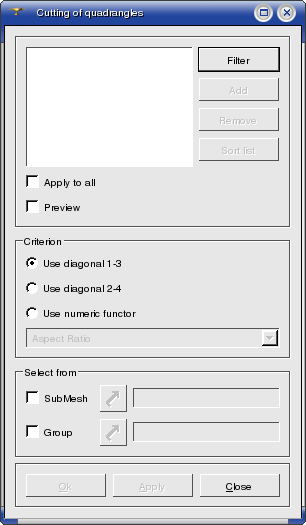 Cutting of quadrangles
Filter
Add
Remove
Sort list
Apply to all
Preview
Criterion
Use diagonal 1-3
Use diagonal 2-4
Use numeric functor
Aspect Ratio
Select from
SubMesh
Group
Ok Apply Close